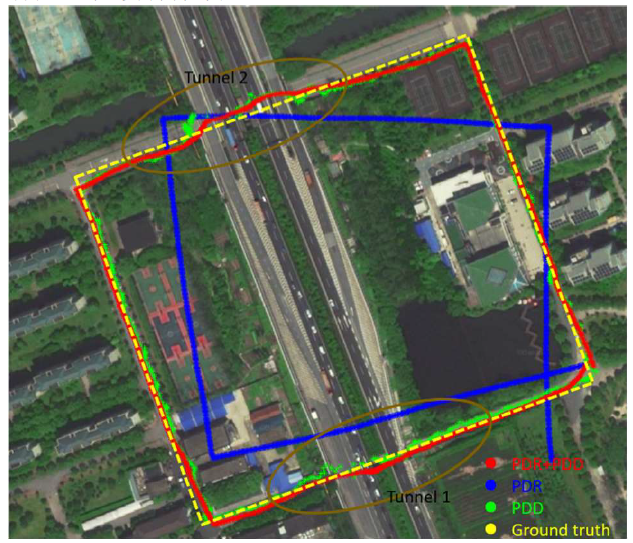 Tunnel 2
Tunnel 1
PDR+PDD
PDR
PDD
Ground truth